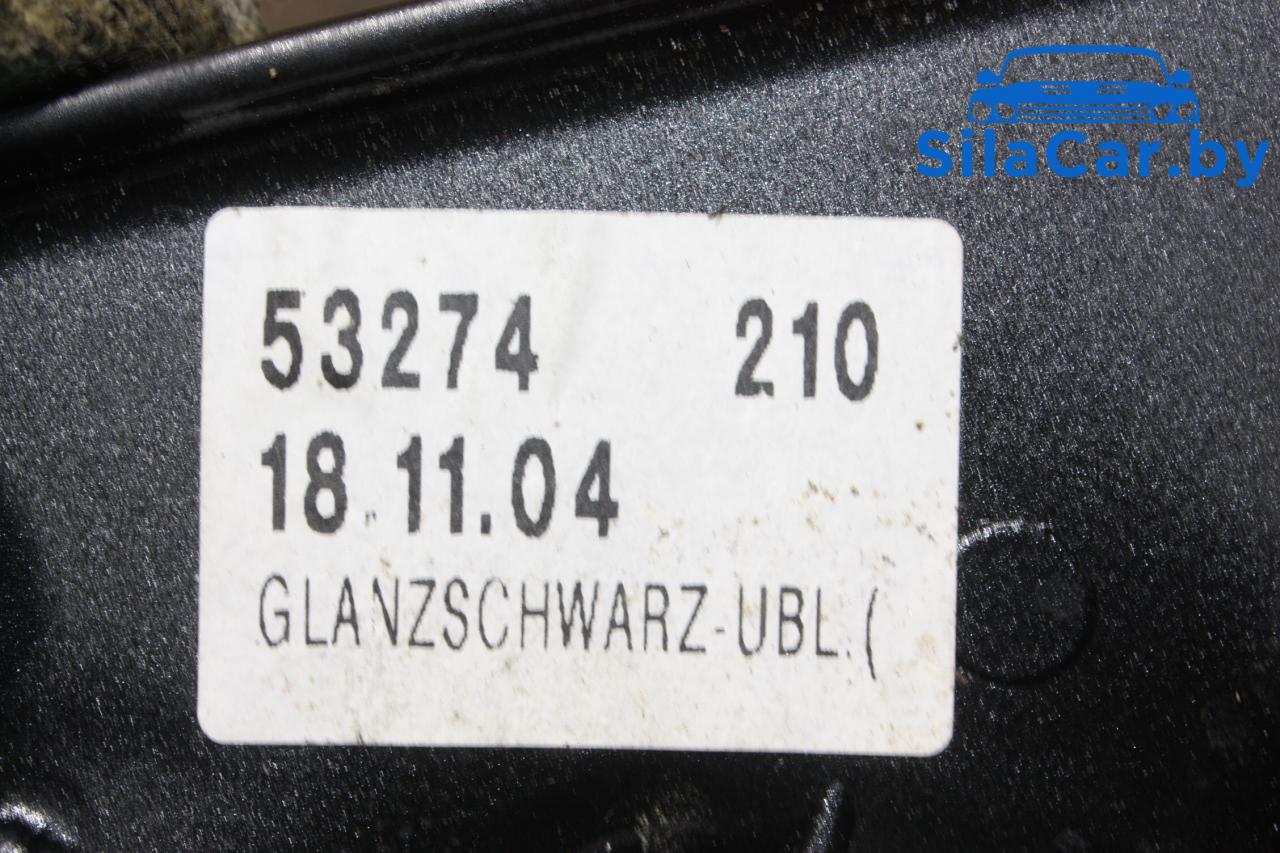 SilaCar.by
53274 210
18.11.04
GLANZSCHWARZ-UBL.(